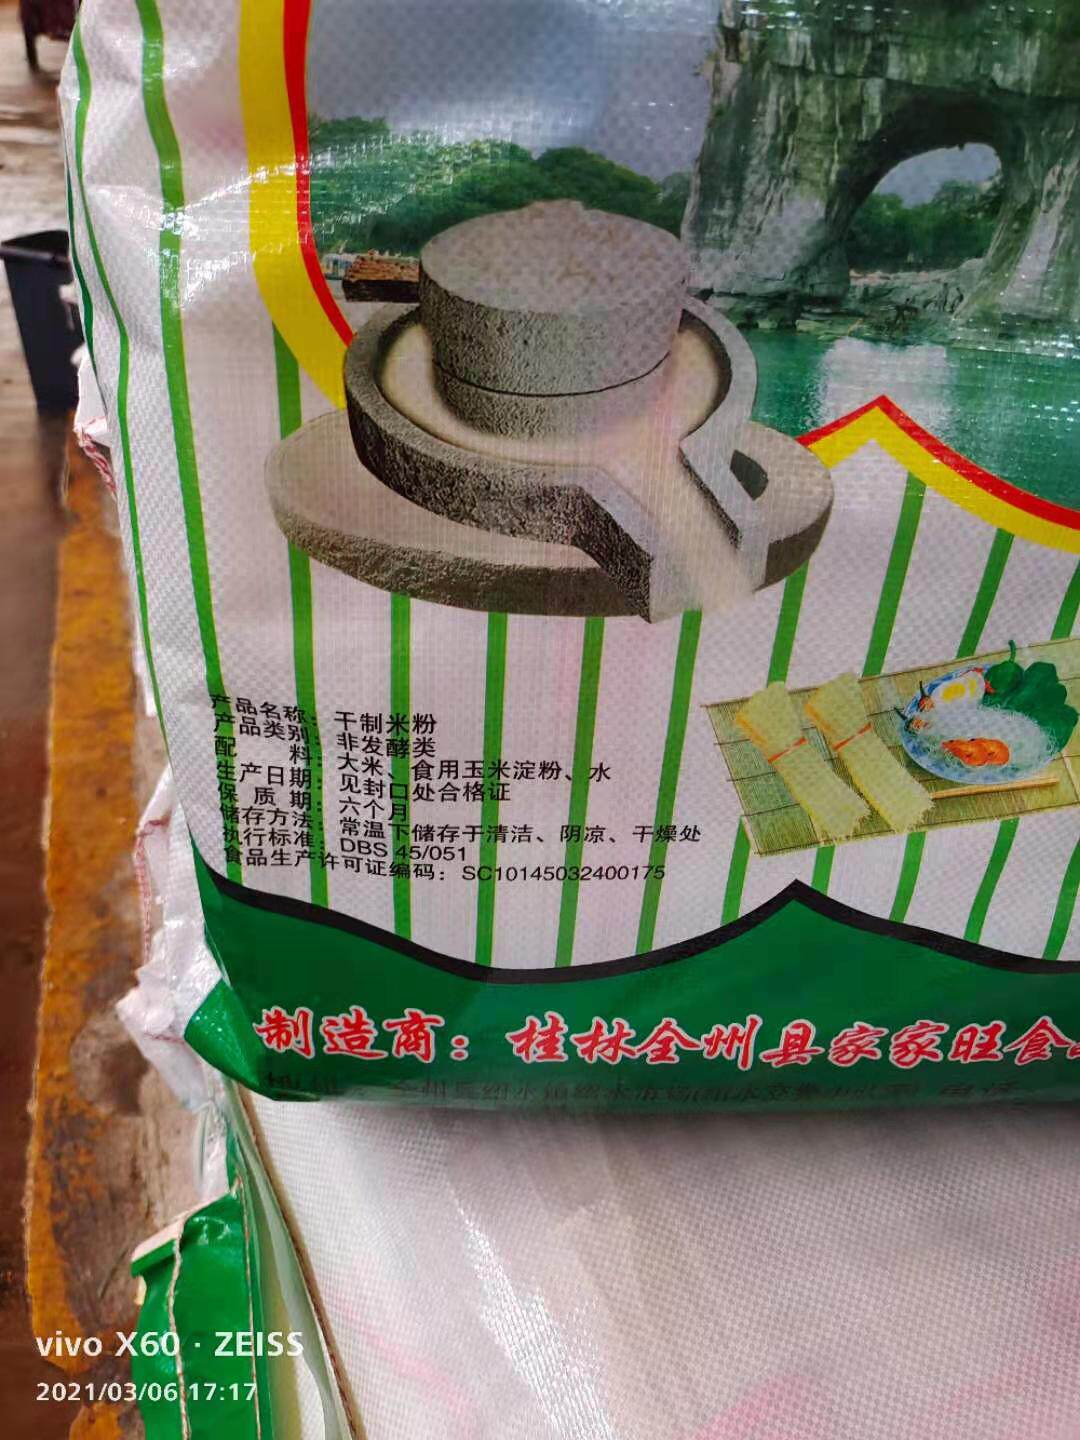 产品名称：干制米粉
产品类别：非发酵类
配料：大米、食用玉米淀粉、水
生产日期：见封口处合格证
保质期：六个月
储存方法：常温下储存于清洁、阴凉、干燥处
执行标准：DBS 45/051
食品生产许可证编码：SC10145032400175
制造商：桂林全州县家家旺食品
vivo X60 · ZEISS
2021/03/06 17:17